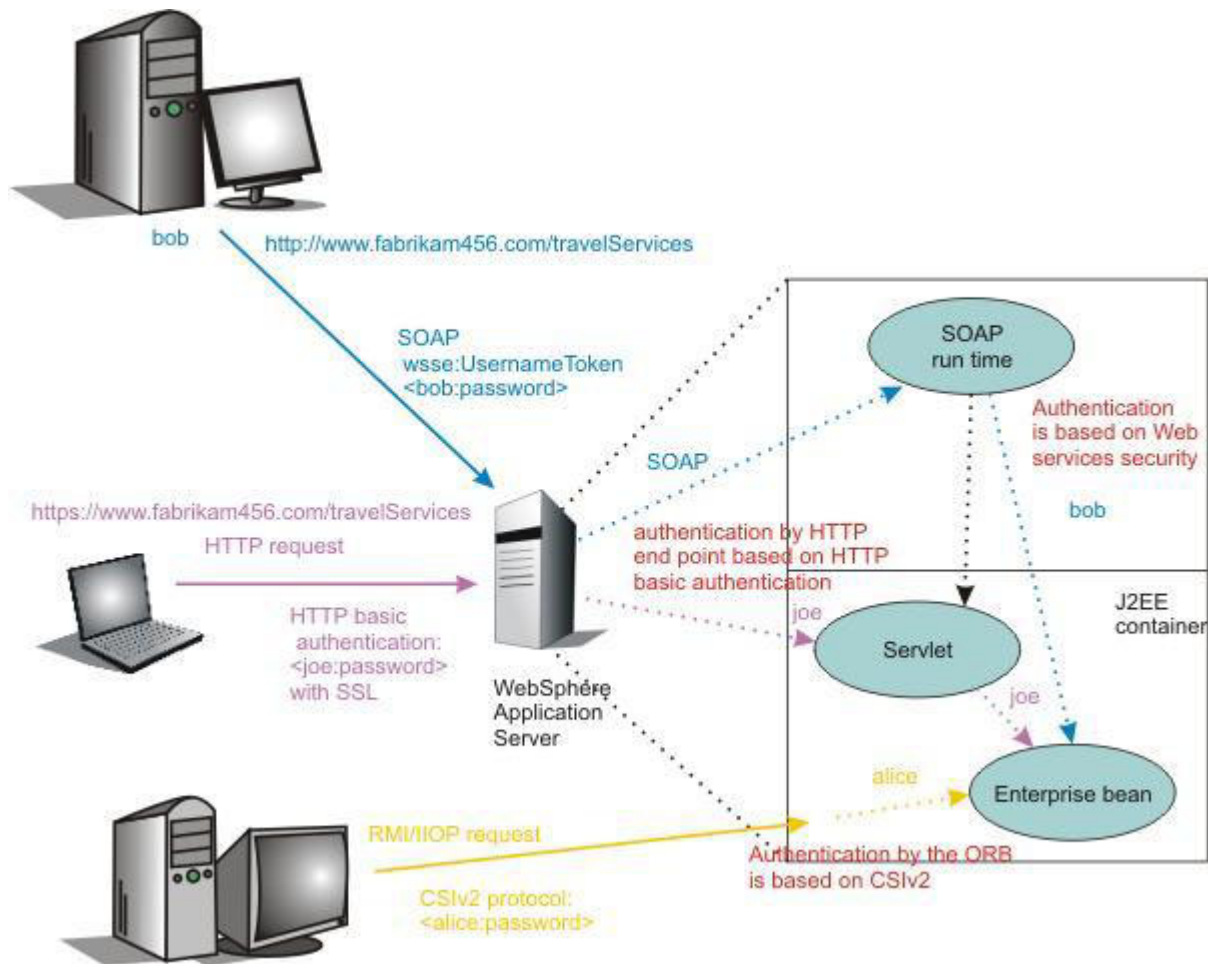 bob
http://www.fabrikam456.com/travelServices
SOAP
wsse:UsernameToken
<bob:password>
SOAP
run time
Authentication
is based on Web
services security
SOAP
bob
https://www.fabrikam456.com/travelServices
HTTP request
authentication by HTTP
end point based on HTTP
basic authentication
HTTP basic
authentication:
<joe:password>
with SSL
joe
J2EE
container
Servlet
WebSphere
Application
Server
joe
alice
Enterprise bean
RMI/IIOP request
Authentication by the ORB
is based on CSIv2
CSIv2 protocol:
<alice:password>